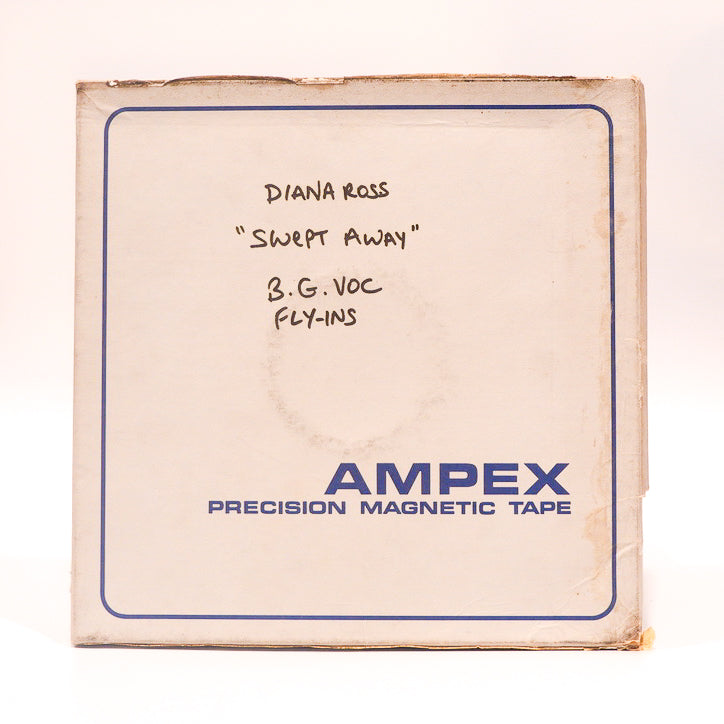 DIANA ROSS
"SWEPT AWAY"
B.G. VOC
FLY-INS
AMPEX
PRECISION MAGNETIC TAPE